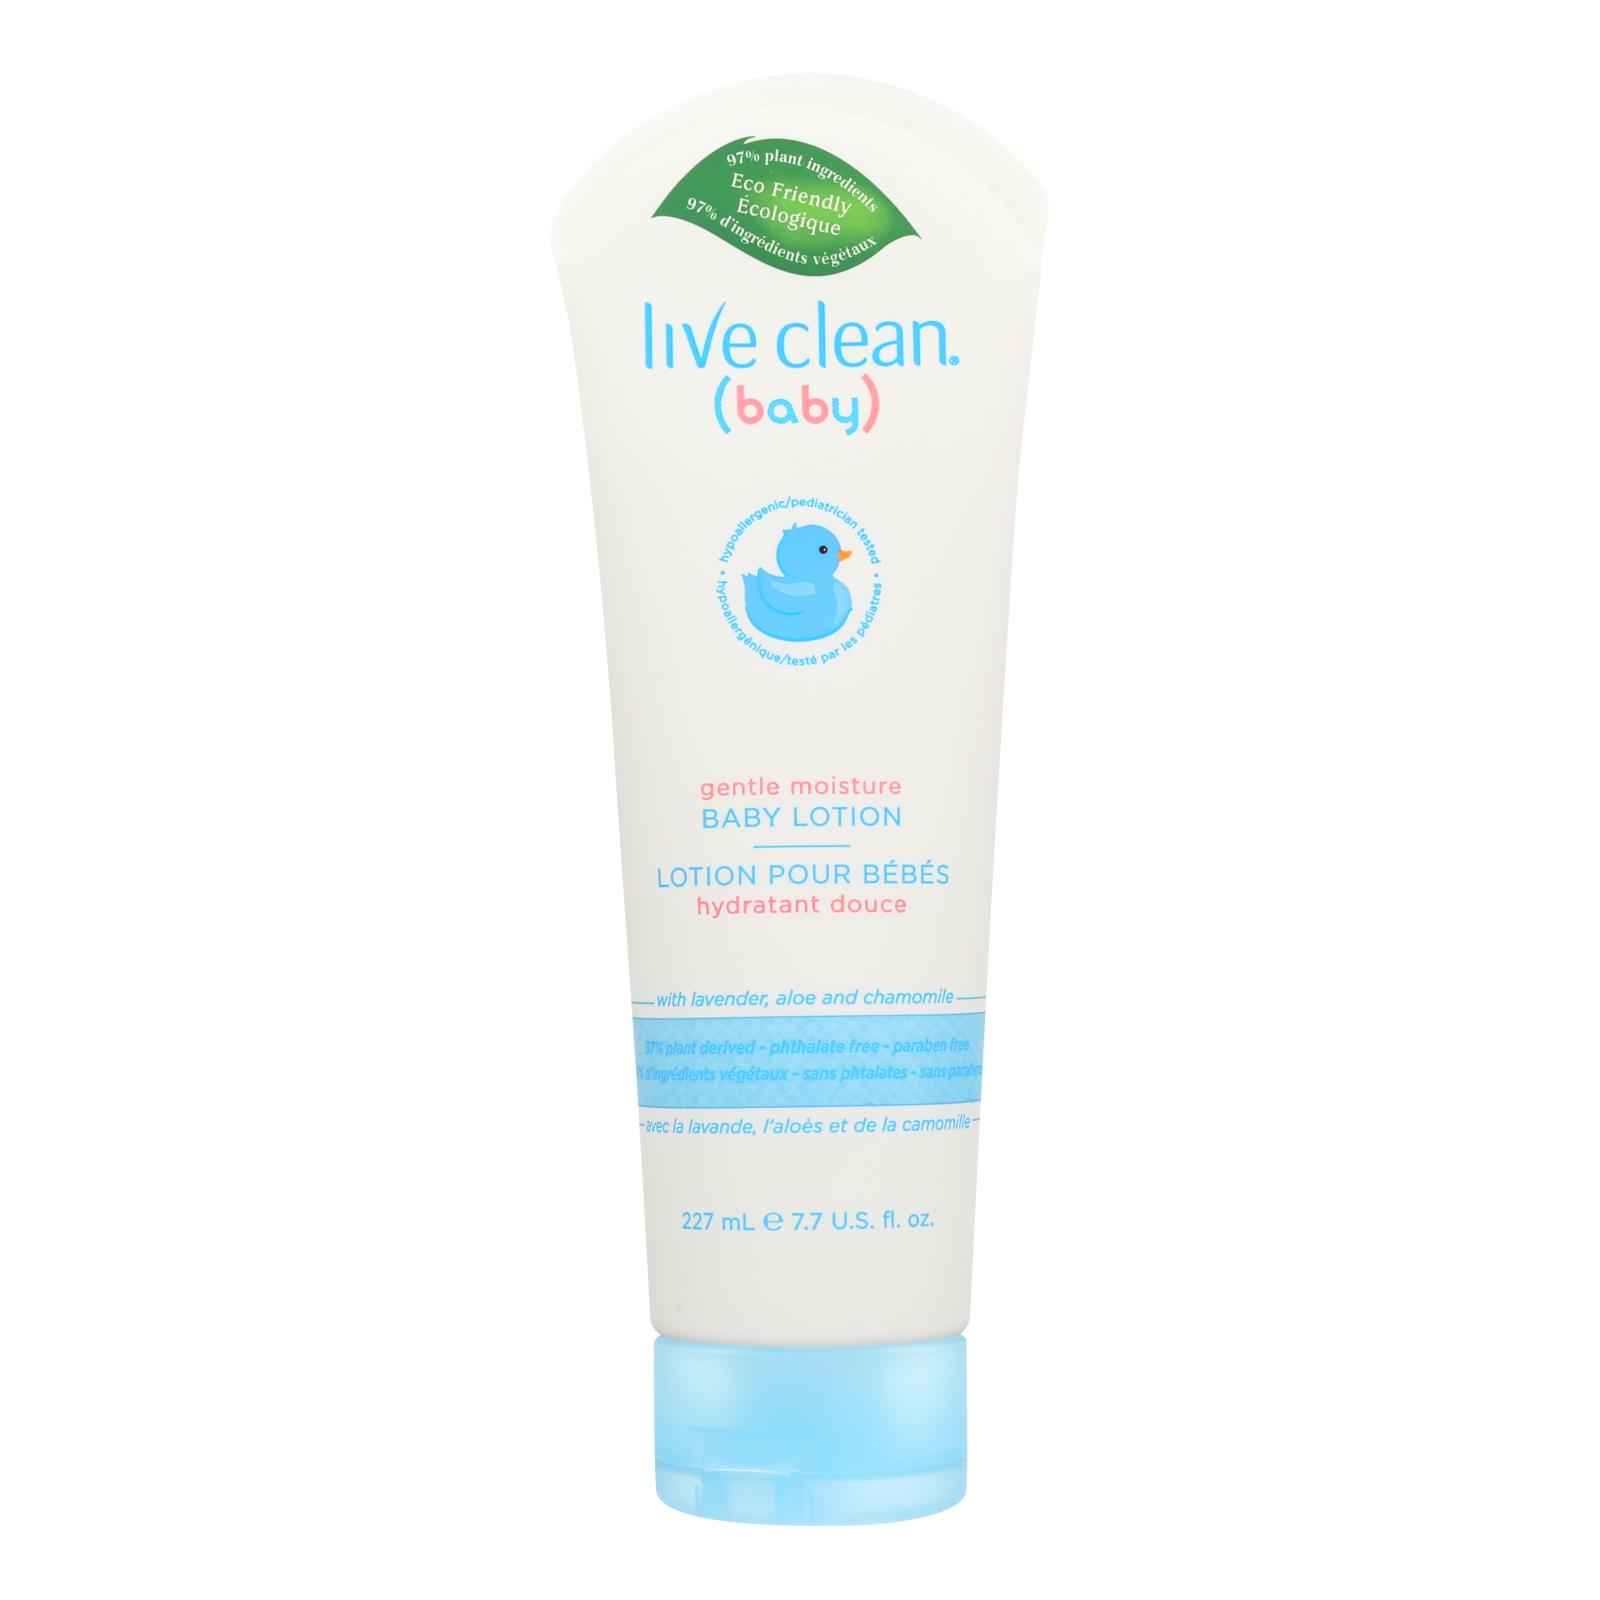 97% plant ingredients
Eco Friendly
Écologique
97% d'ingrédients végétaux
live clean®
(baby)
hypoallergenic/pediatrician tested
• hypoallergénique/testé par les pédiatres •
gentle moisture
BABY LOTION
LOTION POUR BÉBÉS
hydratant douce
with lavender, aloe and chamomile
97% plant derived - phthalate free - paraben free
% d'ingrédients végétaux - sans phtalates - sans paraben
avec la lavande, l'aloès et de la camomille
227 mL ℮ 7.7 U.S. fl. oz.